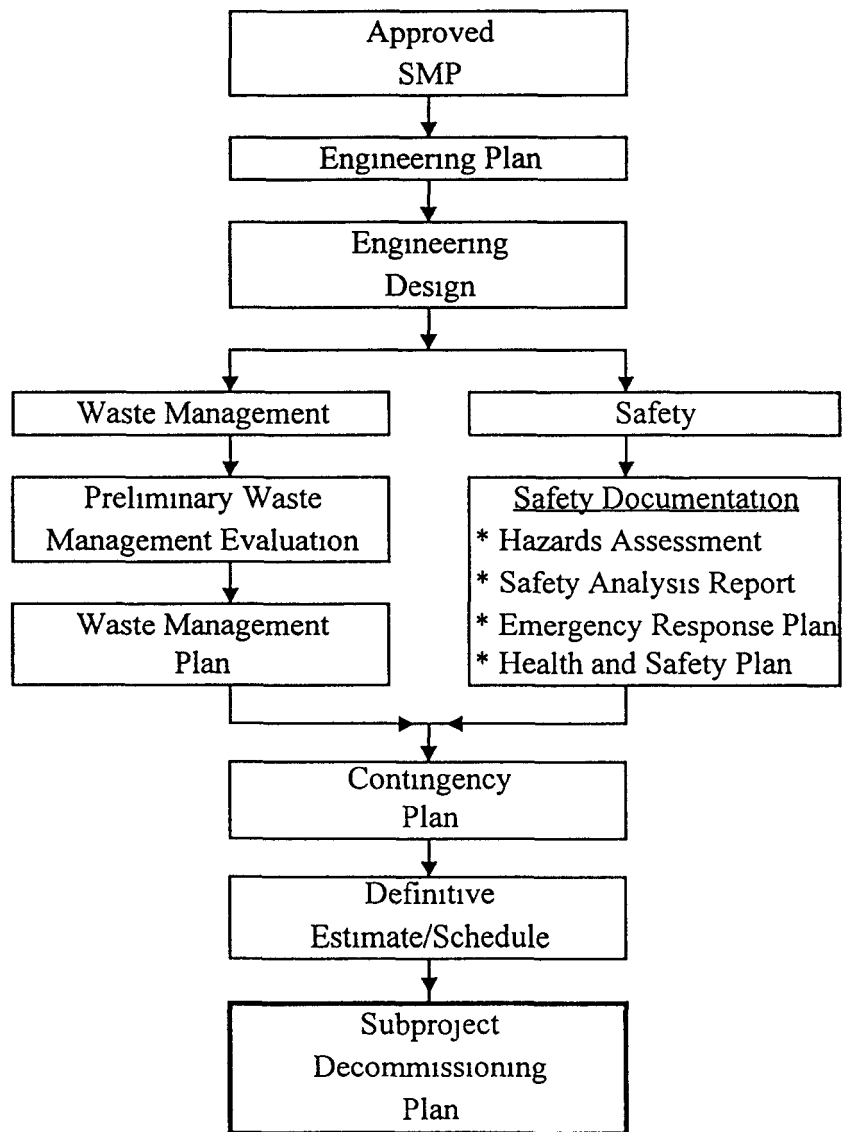 Approved
SMP
Engineering Plan
Engineering
Design
Waste Management
Preliminary Waste
Management Evaluation
Waste Management
Plan
Safety
Safety Documentation
* Hazards Assessment
* Safety Analysis Report
* Emergency Response Plan
* Health and Safety Plan
Contingency
Plan
Definitive
Estimate/Schedule
Subproject
Decommissioning
Plan